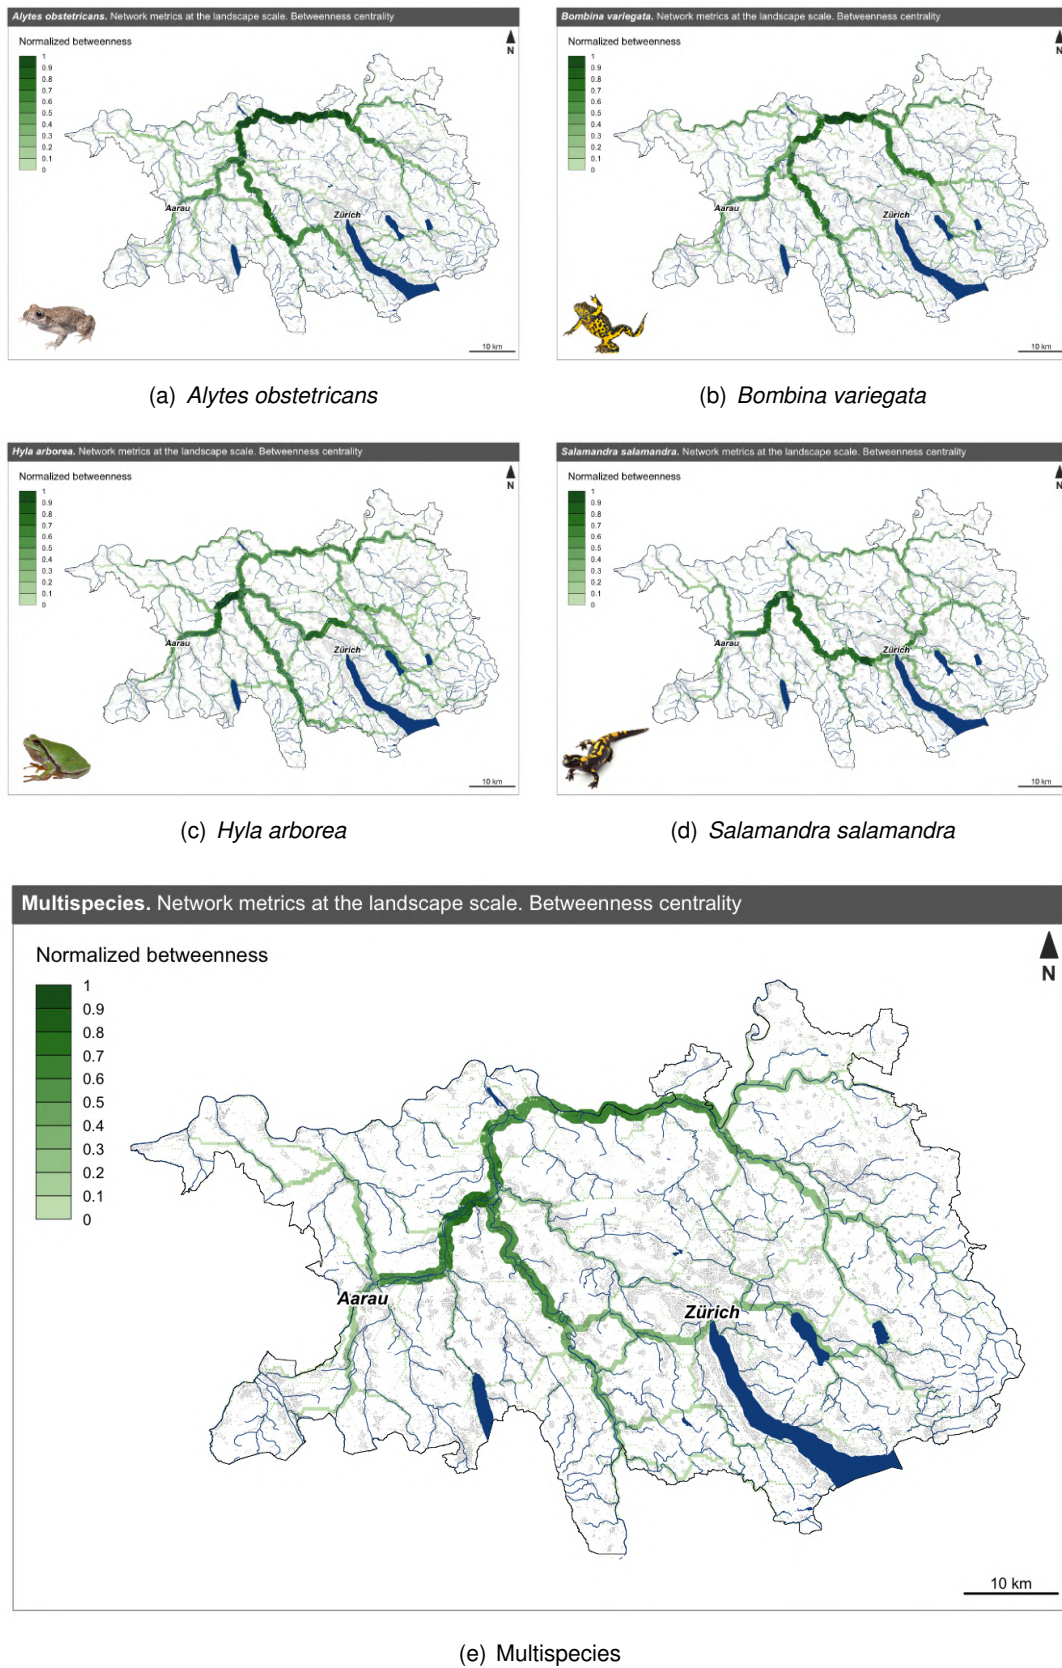 Alytes obstetricans. Network metrics at the landscape scale. Betweenness centrality
Normalized betweenness
N
1
0.9
0.8
0.7
0.6
0.5
0.4
0.3
0.2
0.1
0
Aarau
Zürich
10 km
(a) Alytes obstetricans
Bombina variegata. Network metrics at the landscape scale. Betweenness centrality
Normalized betweenness
N
1
0.9
0.8
0.7
0.6
0.5
0.4
0.3
0.2
0.1
0
Aarau
Zürich
10 km
(b) Bombina variegata
Hyla arborea. Network metrics at the landscape scale. Betweenness centrality
Normalized betweenness
N
1
0.9
0.8
0.7
0.6
0.5
0.4
0.3
0.2
0.1
0
Aarau
Zürich
10 km
(c) Hyla arborea
Salamandra salamandra. Network metrics at the landscape scale. Betweenness centrality
Normalized betweenness
N
1
0.9
0.8
0.7
0.6
0.5
0.4
0.3
0.2
0.1
0
Aarau
Zürich
10 km
(d) Salamandra salamandra
Multispecies. Network metrics at the landscape scale. Betweenness centrality
Normalized betweenness
N
1
0.9
0.8
0.7
0.6
0.5
0.4
0.3
0.2
0.1
0
Aarau
Zürich
10 km
(e) Multispecies